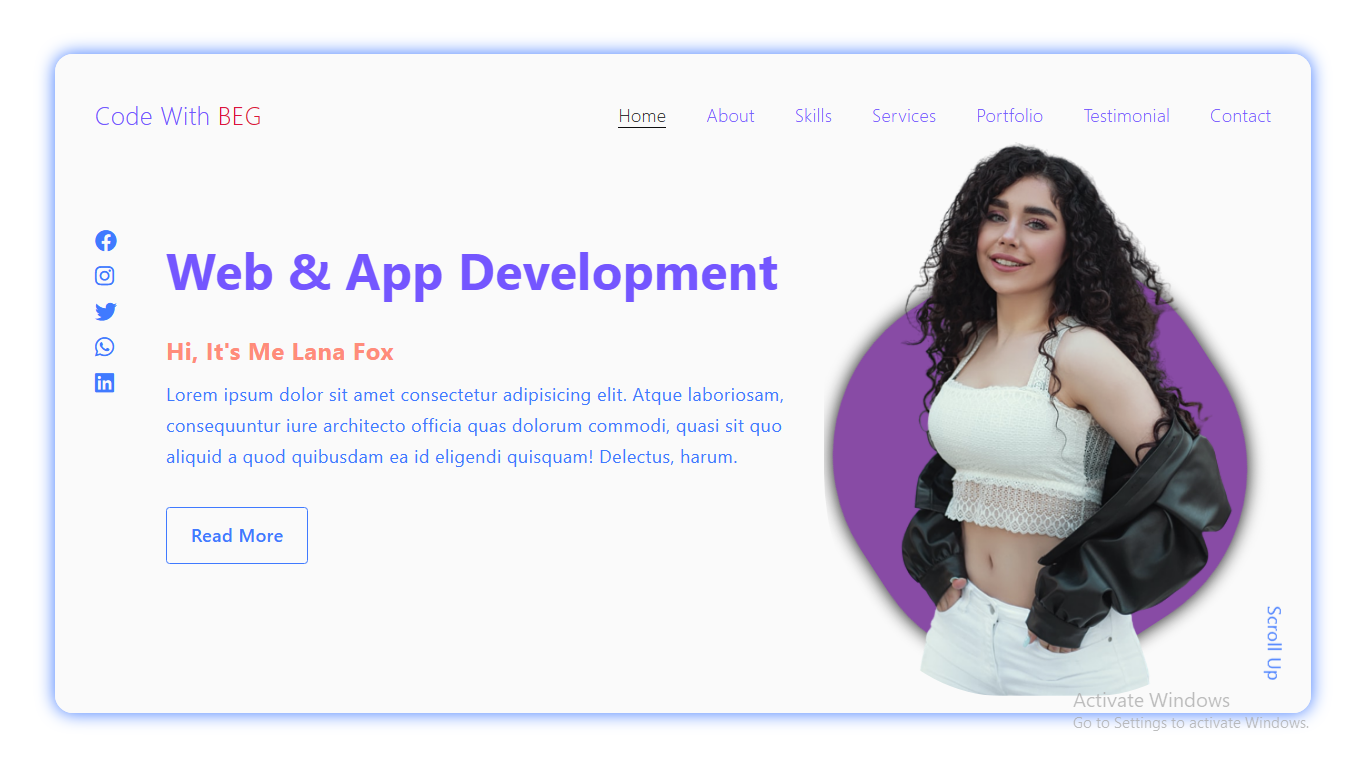 Code With BEG
Home About Skills Services Portfolio Testimonial Contact
Web & App Development
Hi, It's Me Lana Fox
Lorem ipsum dolor sit amet consectetur adipisicing elit. Atque laboriosam,
consequuntur iure architecto officia quas dolorum commodi, quasi sit quo
aliquid a quod quibusdam ea id eligendi quisquam! Delectus, harum.
Read More
Scroll Up
Activate Windows
Go to Settings to activate Windows.